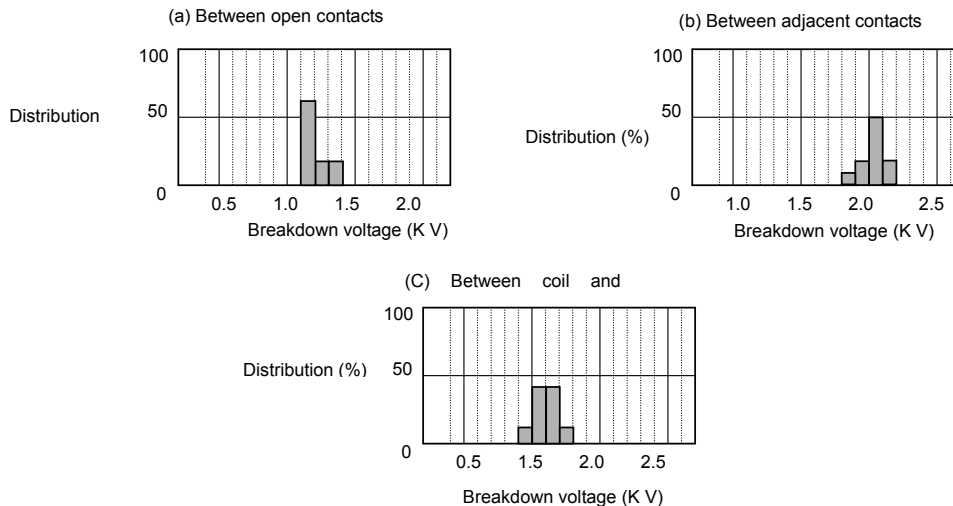 (a) Between open contacts
100
Distribution
50
0
0.5 1.0 1.5 2.0
Breakdown voltage (K V)
(b) Between adjacent contacts
100
50
Distribution (%)
0
1.0 1.5 2.0 2.5
Breakdown voltage (K V)
(C) Between coil and
100
50
Distribution (%)
0
0.5 1.5 2.0 2.5
Breakdown voltage (K V)